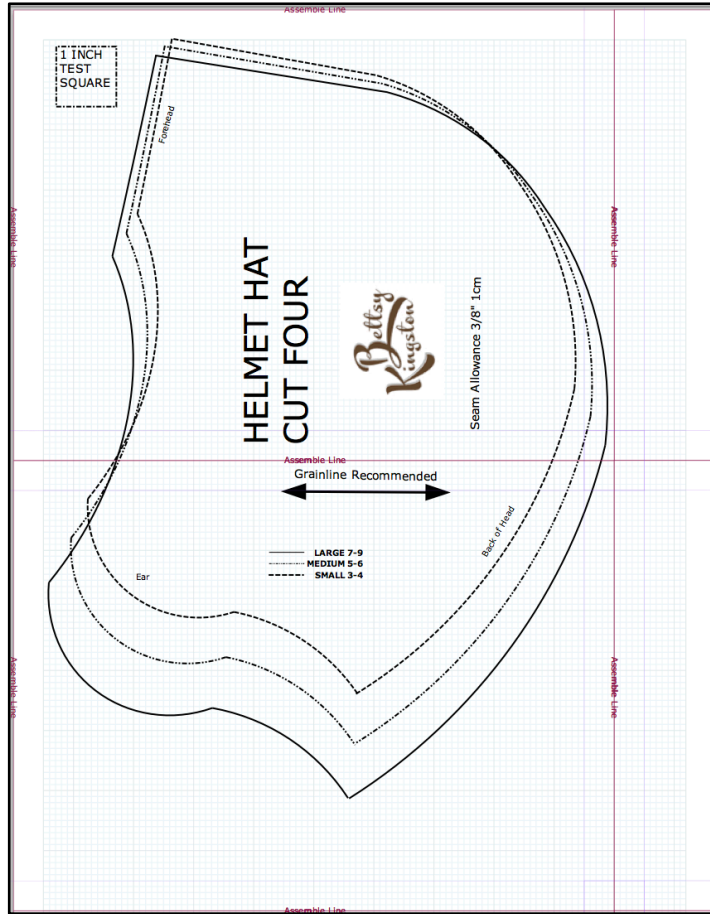 Assemble Line
1 INCH
TEST
SQUARE
Forehead
Assemble Line
Assemble Line
HELMET HAT
CUT FOUR
Bettsy
Kingston
Seam Allowance 3/8" 1cm
Assemble Line
Grainline Recommended
Back of Head
LARGE 7-9
MEDIUM 5-6
SMALL 3-4
Ear
Assemble Line
Assemble Line
Assemble Line